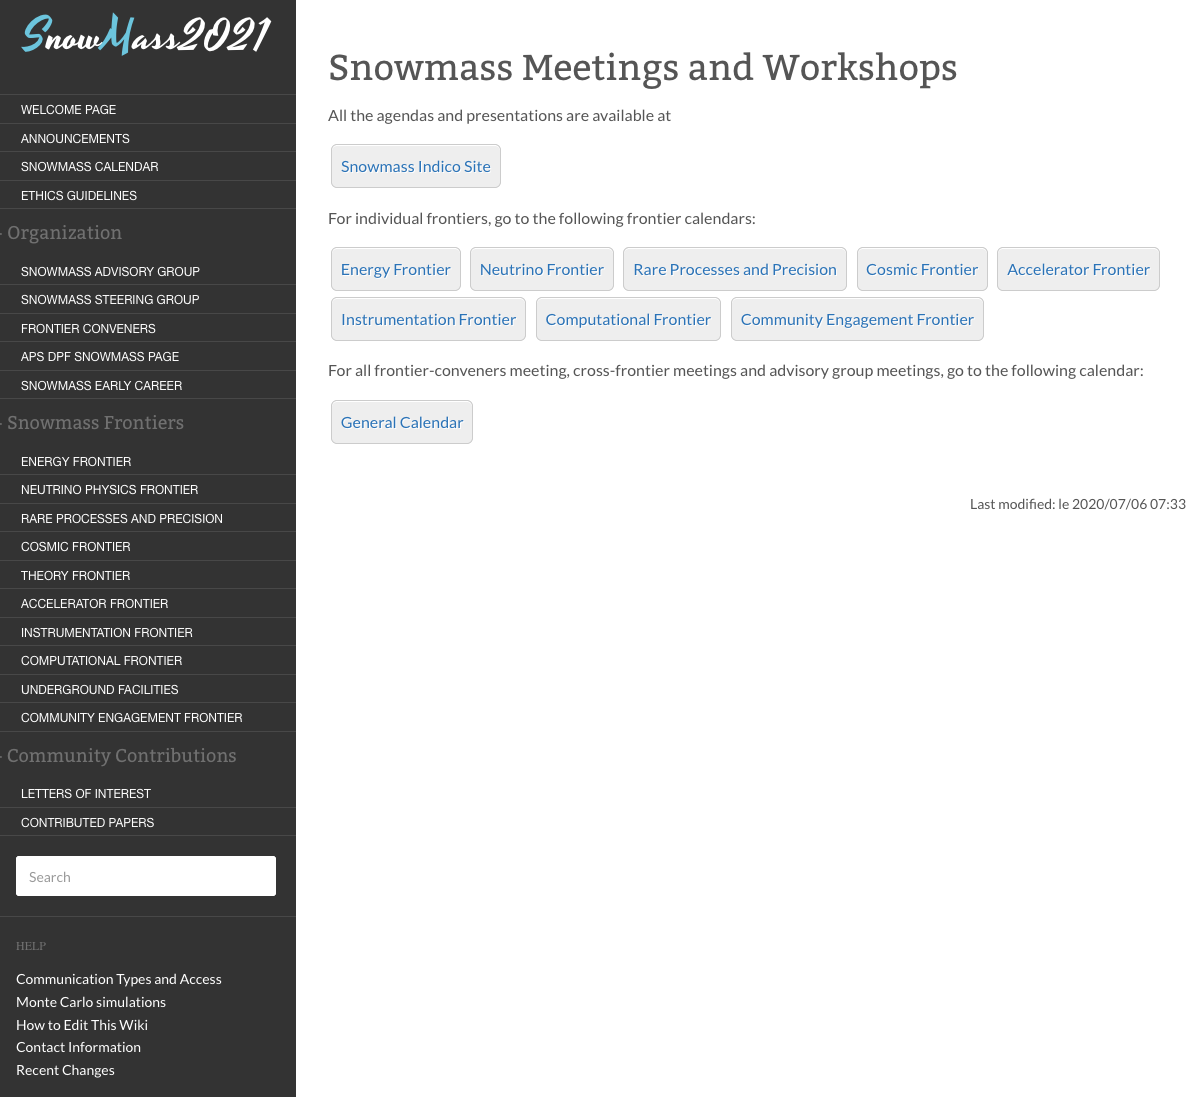 SnowMass2021
WELCOME PAGE
ANNOUNCEMENTS
SNOWMASS CALENDAR
ETHICS GUIDELINES
- Organization
SNOWMASS ADVISORY GROUP
SNOWMASS STEERING GROUP
FRONTIER CONVENERS
APS DPF SNOWMASS PAGE
SNOWMASS EARLY CAREER
- Snowmass Frontiers
ENERGY FRONTIER
NEUTRINO PHYSICS FRONTIER
RARE PROCESSES AND PRECISION
COSMIC FRONTIER
THEORY FRONTIER
ACCELERATOR FRONTIER
INSTRUMENTATION FRONTIER
COMPUTATIONAL FRONTIER
UNDERGROUND FACILITIES
COMMUNITY ENGAGEMENT FRONTIER
- Community Contributions
LETTERS OF INTEREST
CONTRIBUTED PAPERS
Search
HELP
Communication Types and Access
Monte Carlo simulations
How to Edit This Wiki
Contact Information
Recent Changes
Snowmass Meetings and Workshops
All the agendas and presentations are available at
Snowmass Indico Site
For individual frontiers, go to the following frontier calendars:
Energy Frontier Neutrino Frontier Rare Processes and Precision Cosmic Frontier Accelerator Frontier
Instrumentation Frontier Computational Frontier Community Engagement Frontier
For all frontier-conveners meeting, cross-frontier meetings and advisory group meetings, go to the following calendar:
General Calendar
Last modified: le 2020/07/06 07:33